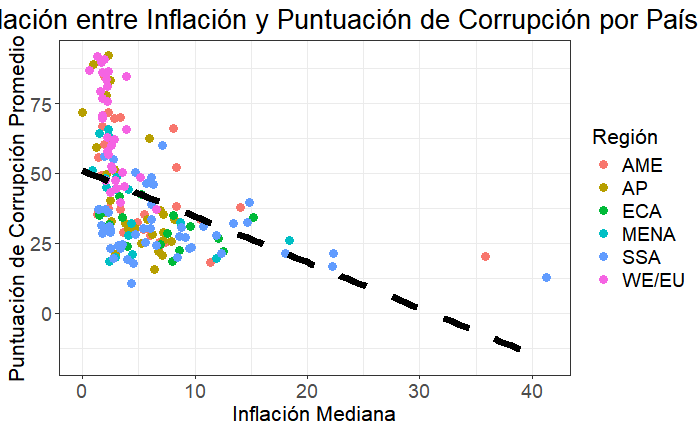 lación entre Inflación y Puntuación de Corrupción por País
Puntuación de Corrupción Promedio
75
50
25
0
0 10 20 30 40
Inflación Mediana
Región
AME
AP
ECA
MENA
SSA
WE/EU